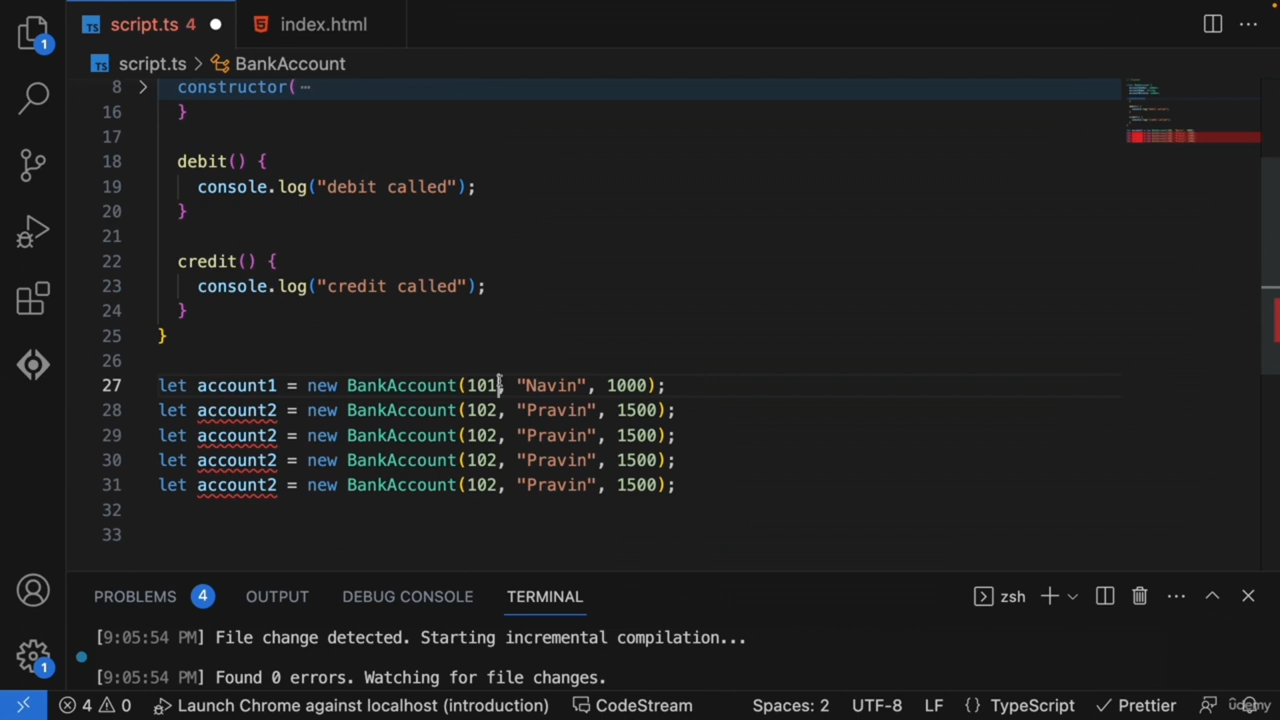 script.ts 4
index.html
1
script.ts > BankAccount
8 constructor(
16 }
17
18 debit() {
19 console.log("debit called");
20 }
21
22 credit() {
23 console.log("credit called");
24 }
25 }
26
27 let account1 = new BankAccount(101, "Navin", 1000);
28 let account2 = new BankAccount(102, "Pravin", 1500);
29 let account2 = new BankAccount(102, "Pravin", 1500);
30 let account2 = new BankAccount(102, "Pravin", 1500);
31 let account2 = new BankAccount(102, "Pravin", 1500);
32
33
PROBLEMS 4 OUTPUT DEBUG CONSOLE TERMINAL zsh
[9:05:54 PM] File change detected. Starting incremental compilation...
1
[9:05:54 PM] Found 0 errors. Watching for file changes.
4 0 Launch Chrome against localhost (introduction) CodeStream Spaces: 2 UTF-8 LF {} TypeScript Prettier
udemy